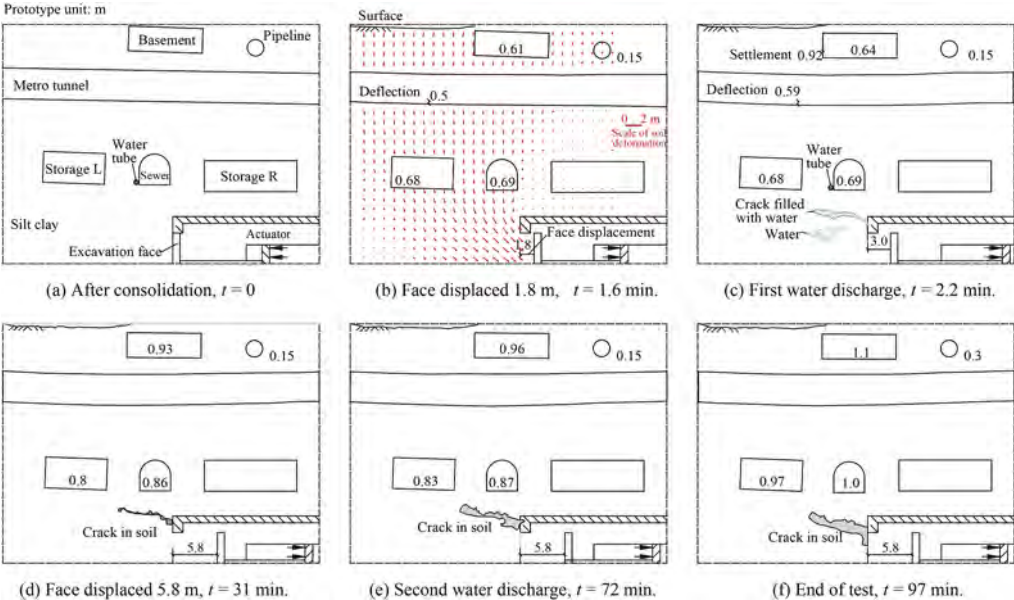 Prototype unit: m
Basement
Pipeline
Metro tunnel
Water
tube
Storage L
Sewer
Storage R
Silt clay
Excavation face
Actuator
(a) After consolidation, t = 0
Surface
0.61
0.15
Deflection 0.5
0 2 m
Scale of soil
detonnation
0.68
0.69
1.8
Face displacement
(b) Face displaced 1.8 m, t = 1.6 min.
Settlement 0.92
0.64
0.15
Deflection 0.59
Water
tube
0.68
0.69
Crack filled
with water
Water
3.0
(c) First water discharge, t = 2.2 min.
0.93
0.15
0.8
0.86
Crack in soil
5.8
(d) Face displaced 5.8 m, t = 31 min.
0.96
0.15
0.83
0.87
Crack in soil
5.8
(e) Second water discharge, t = 72 min.
1.1
0.3
0.97
1.0
Crack in soil
5.8
(f) End of test, t = 97 min.